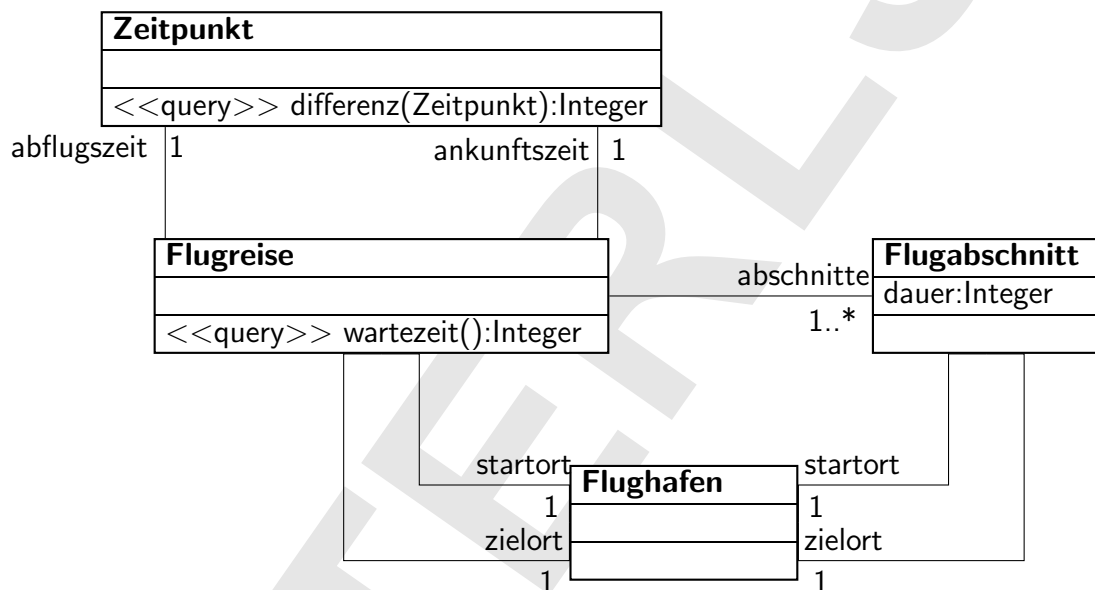 Zeitpunkt
<<query>> differenz(Zeitpunkt):Integer
abflugszeit 1 ankunftszeit 1
Flugreise
<<query>> wartezeit():Integer
abschnitte
1..*
Flugabschnitt
dauer:Integer
startort
1
zielort
1
Flughafen
startort
1
zielort
1